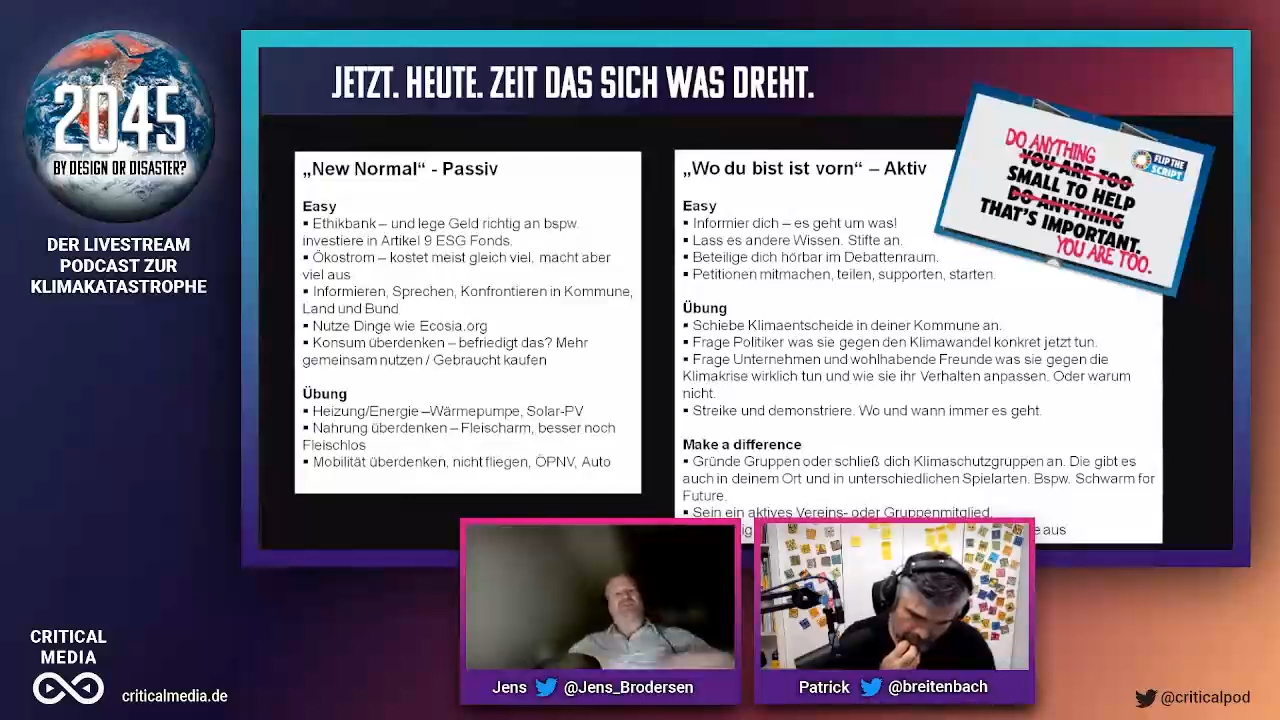 2045
BY DESIGN OR DISASTER?
DER LIVESTREAM
PODCAST ZUR
KLIMAKATASTROPHE
JETZT. HEUTE. ZEIT DAS SICH WAS DREHT.
„New Normal“ - Passiv
Easy
▪ Ethikbank – und lege Geld richtig an bspw.
investiere in Artikel 9 ESG Fonds.
▪ Ökostrom – kostet meist gleich viel, macht aber
viel aus
▪ Informieren, Sprechen, Konfrontieren in Kommune,
Land und Bund
▪ Nutze Dinge wie Ecosia.org
▪ Konsum überdenken – befriedigt das? Mehr
gemeinsam nutzen / Gebraucht kaufen
Übung
▪ Heizung/Energie –Wärmepumpe, Solar-PV
▪ Nahrung überdenken – Fleischarm, besser noch
Fleischlos
▪ Mobilität überdenken, nicht fliegen, ÖPNV, Auto
„Wo du bist ist vorn“ – Aktiv
Easy
▪ Informier dich – es geht um was!
▪ Lass es andere Wissen. Stifte an.
▪ Beteilige dich hörbar im Debattenraum.
▪ Petitionen mitmachen, teilen, supporten, starten.
Übung
▪ Schiebe Klimaentscheide in deiner Kommune an.
▪ Frage Politiker was sie gegen den Klimawandel konkret jetzt tun.
▪ Frage Unternehmen und wohlhabende Freunde was sie gegen die
Klimakrise wirklich tun und wie sie ihr Verhalten anpassen. Oder warum
nicht.
▪ Streike und demonstriere. Wo und wann immer es geht.
Make a difference
▪ Gründe Gruppen oder schließ dich Klimaschutzgruppen an. Die gibt es
auch in deinem Ort und in unterschiedlichen Spielarten. Bspw. Schwarm for
Future.
▪ Sein ein aktives Vereins- oder Gruppenmitglied.
aus
DO ANYTHING
YOU ARE TOO
SMALL TO HELP
DO ANYTHING
THAT'S IMPORTANT.
YOU ARE TOO.
FLIP THE
SCRIPT
Jens @Jens_Brodersen
Patrick @breitenbach
CRITICAL
MEDIA
criticalmedia.de
@criticalpod